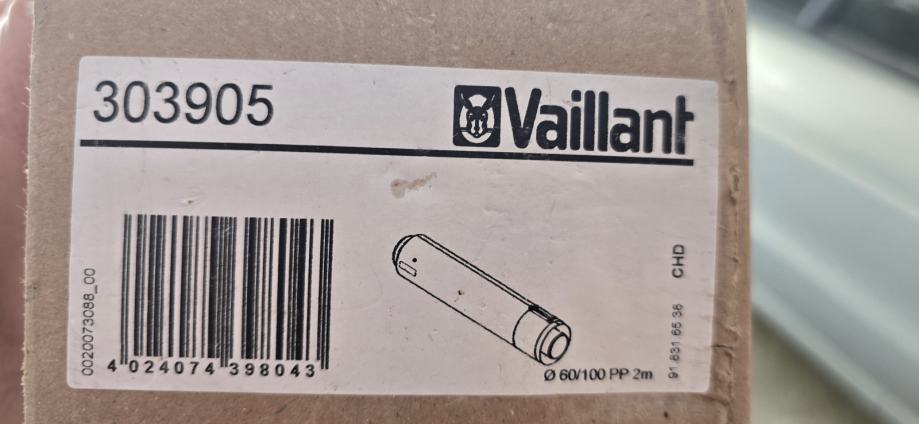 303905
Vaillant
0020073088_00
4 024074 398043
Ø 60/100 PP 2m
91.831 65 38 CHD